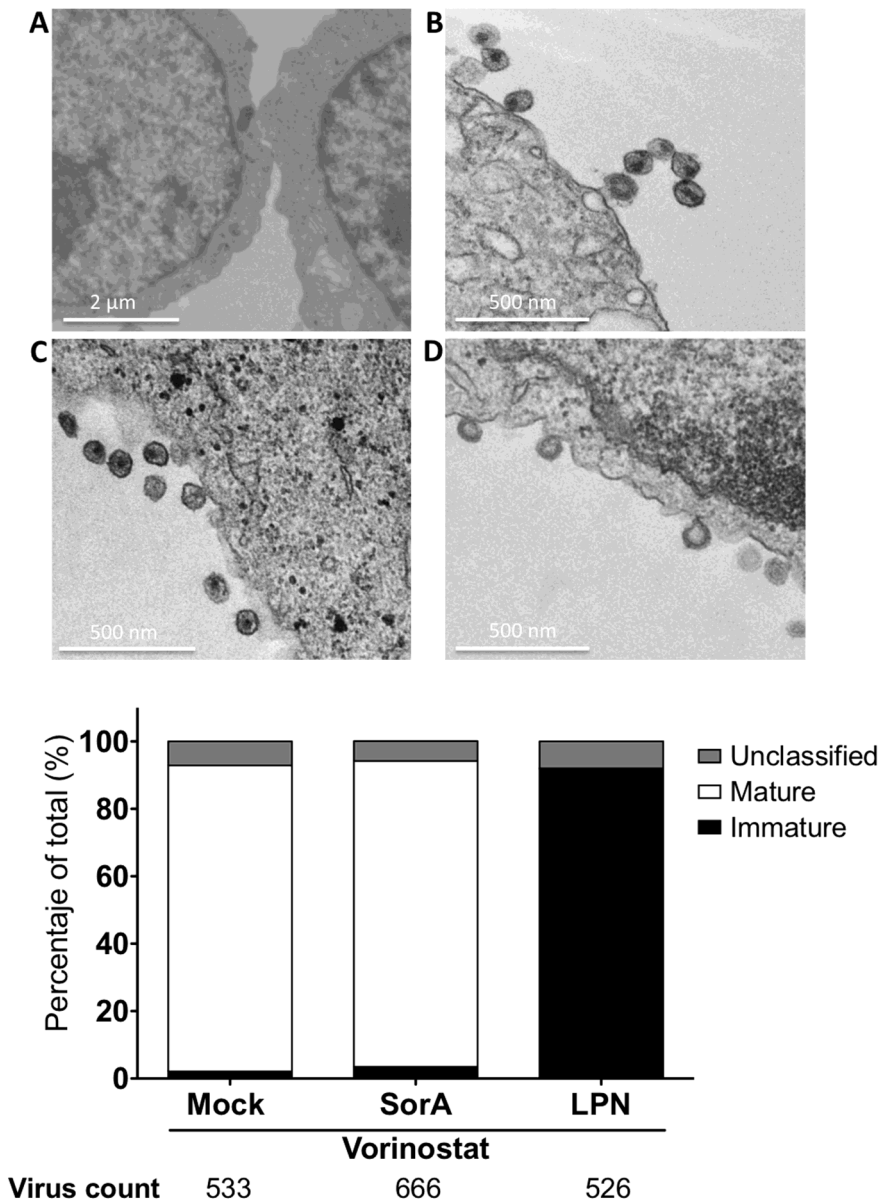 A
B
2 µm
500 nm
C
D
500 nm
500 nm
Percentaje of total (%)
100
80
60
40
20
0
Unclassified
Mature
Immature
Mock SorA LPN
Vorinostat
Virus count 533 666 526